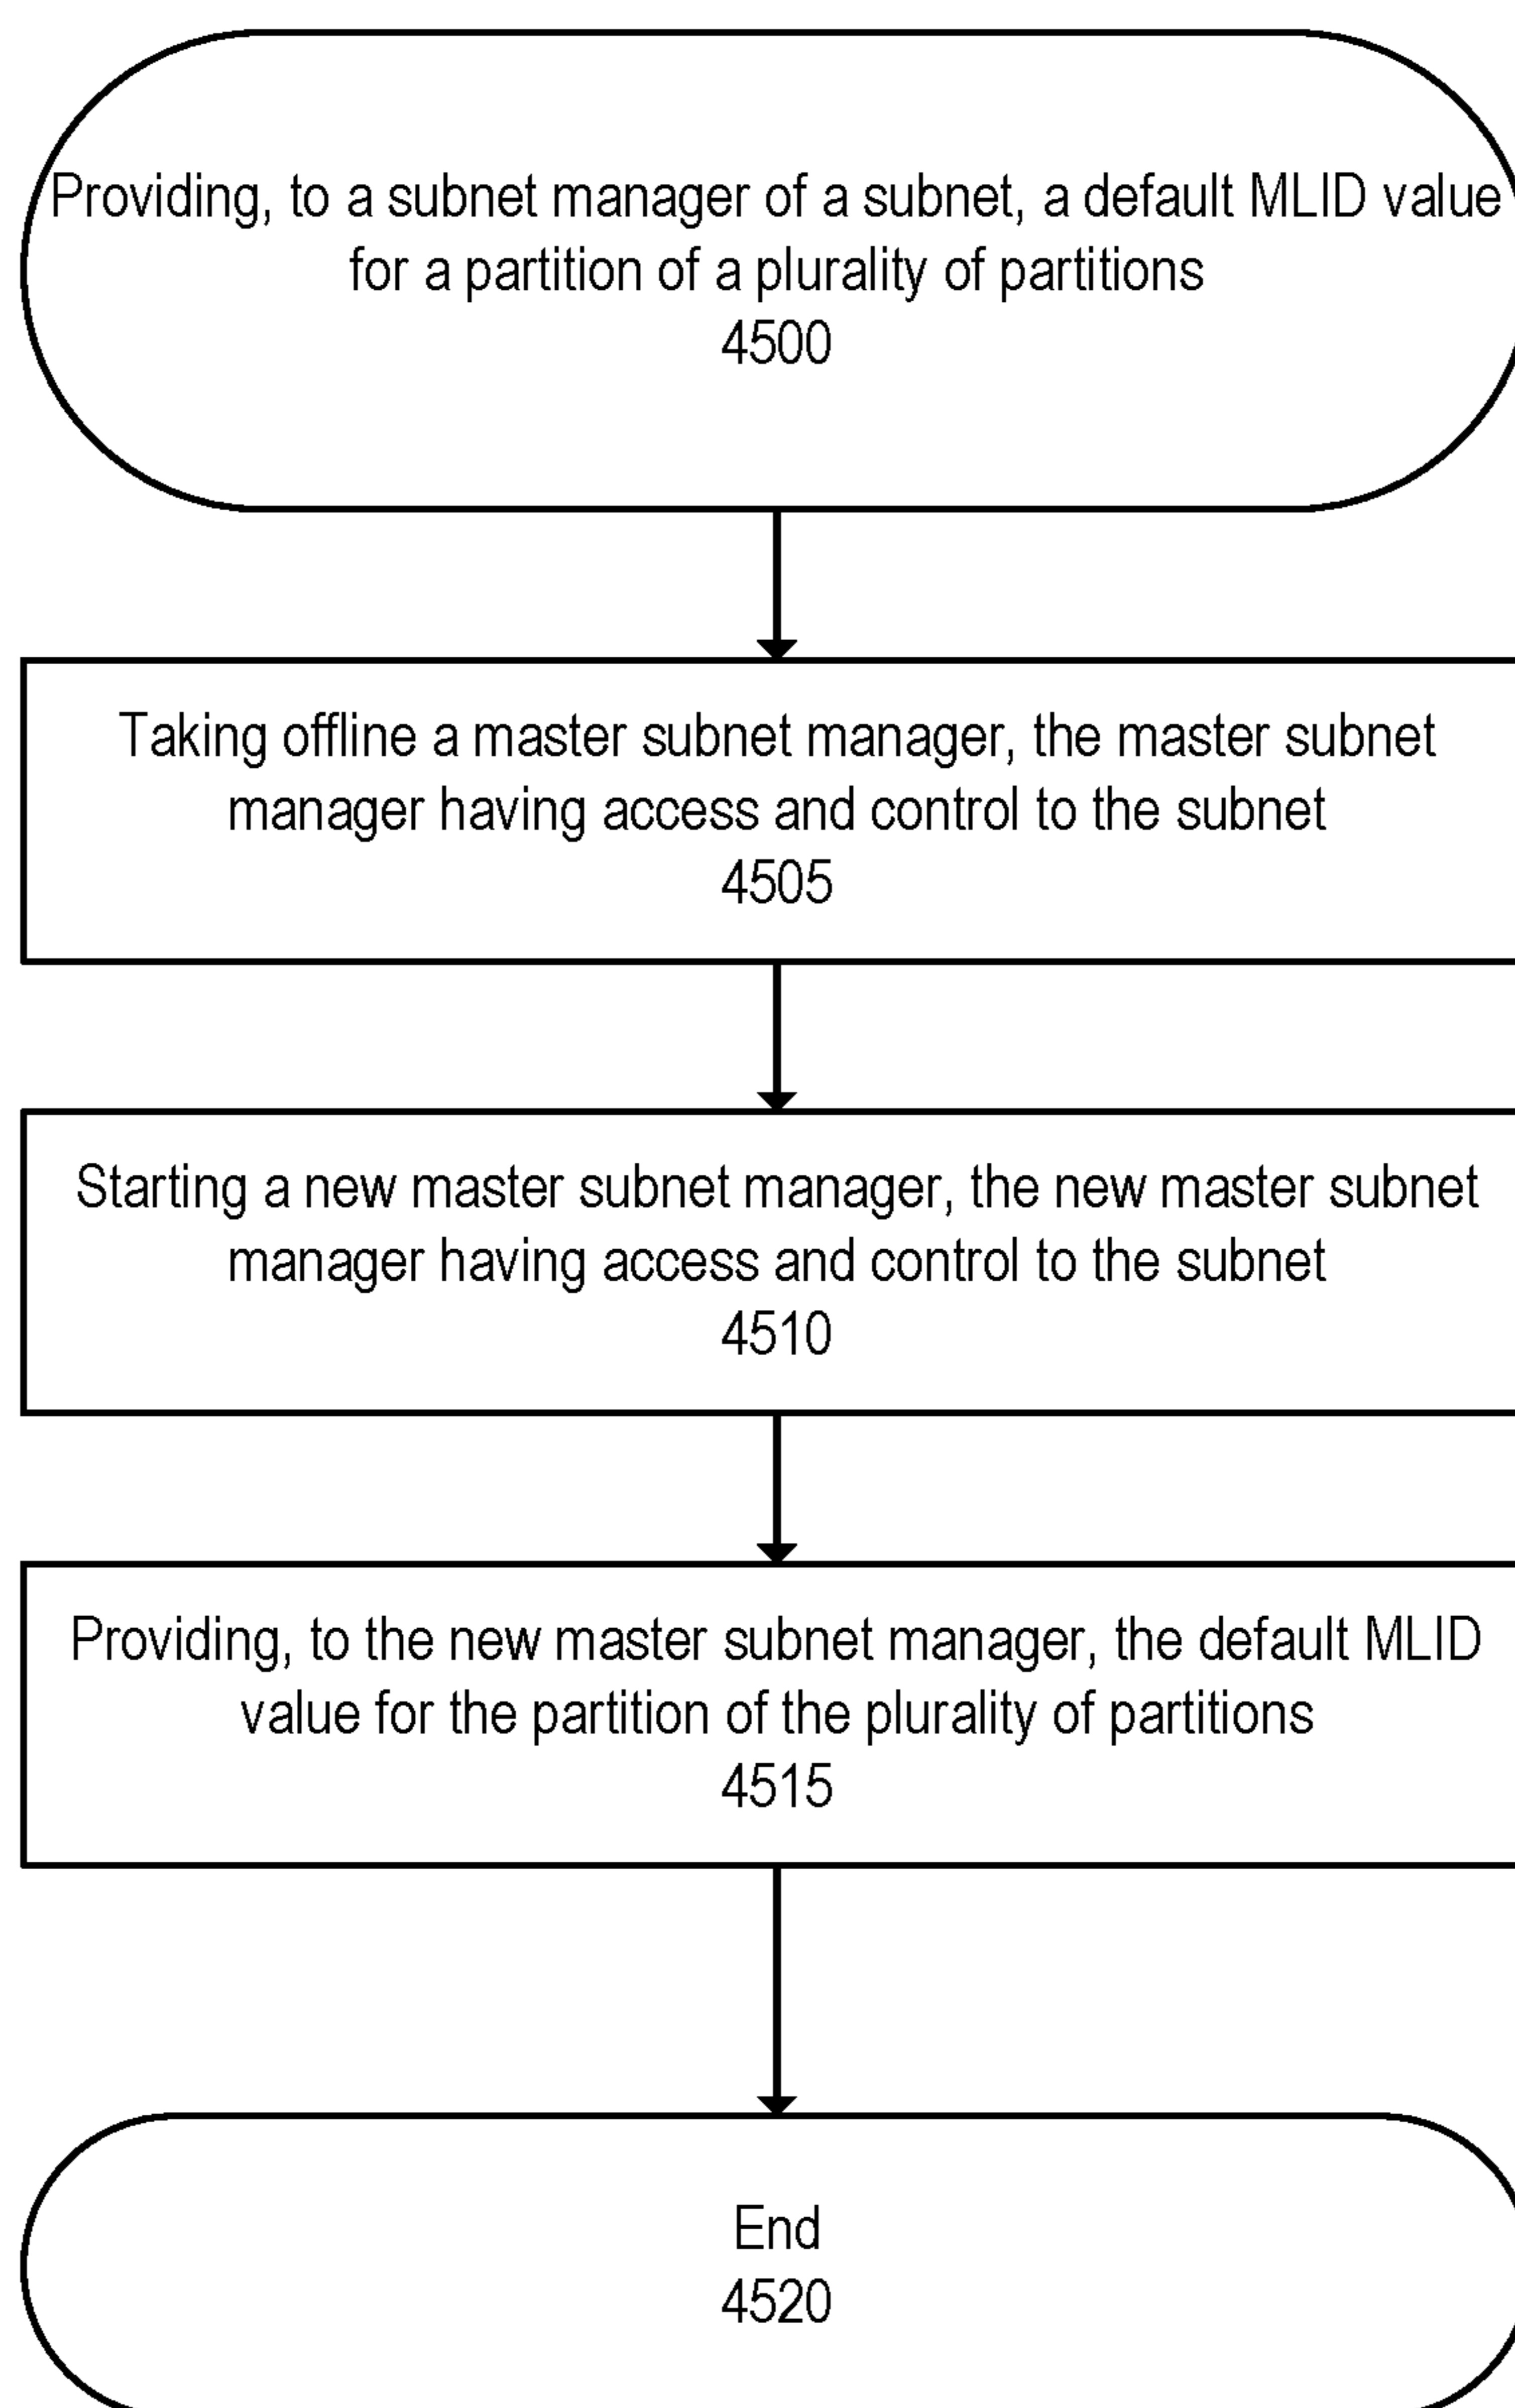 Providing, to a subnet manager of a subnet, a default MLID value
for a partition of a plurality of partitions
4500
Taking offline a master subnet manager, the master subnet
manager having access and control to the subnet
4505
Starting a new master subnet manager, the new master subnet
manager having access and control to the subnet
4510
Providing, to the new master subnet manager, the default MLID
value for the partition of the plurality of partitions
4515
End
4520